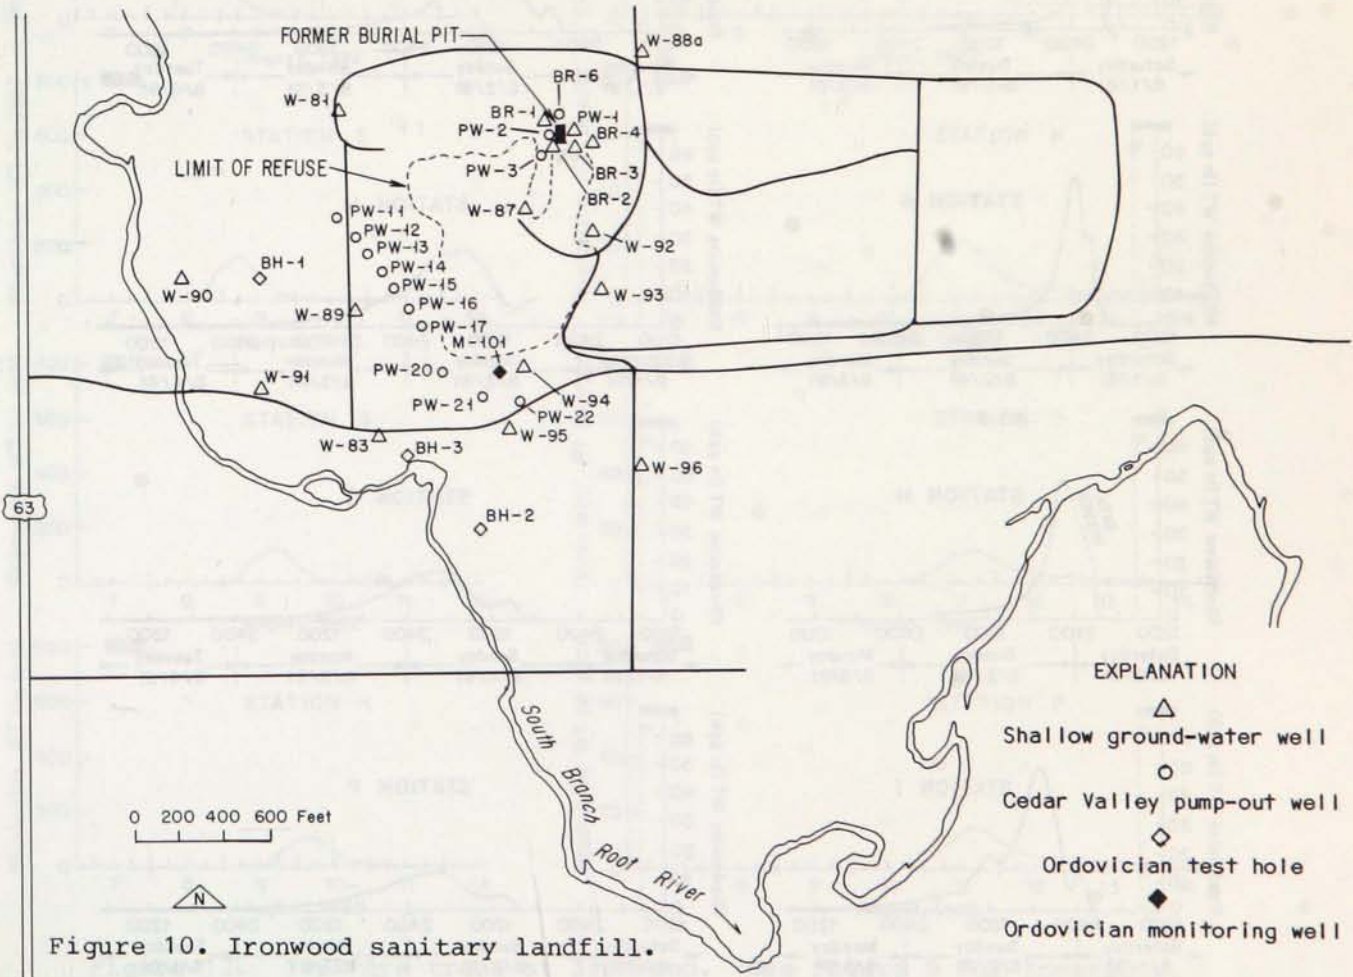 FORMER BURIAL PIT
W-88a
BR-6
W-81
BR-1
PW-1
PW-2
BR-4
LIMIT OF REFUSE
PW-3
BR-3
BR-2
W-87
PW-11
W-92
PW-12
PW-13
BH-1
PW-14
PW-15
W-90
W-93
PW-16
W-89
PW-17
M-101
PW-20
W-91
W-94
PW-21
PW-22
W-83
W-95
BH-3
W-96
63
BH-2
South Branch Root River
EXPLANATION
Shallow ground-water well
Cedar Valley pump-out well
Ordovician test hole
Ordovician monitoring well
0 200 400 600 Feet
N
Figure 10. Ironwood sanitary landfill.